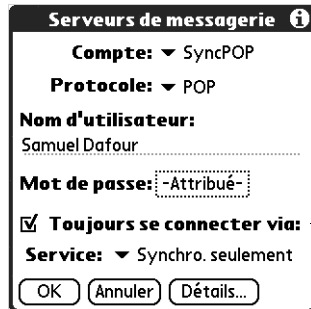 Serveurs de messagerie
Compte: SyncPOP
Protocole: POP
Nom d'utilisateur:
Samuel Dafour
Mot de passe: -Attribué-
Toujours se connecter via:
Service: Synchro. seulement
OK Annuler Détails...